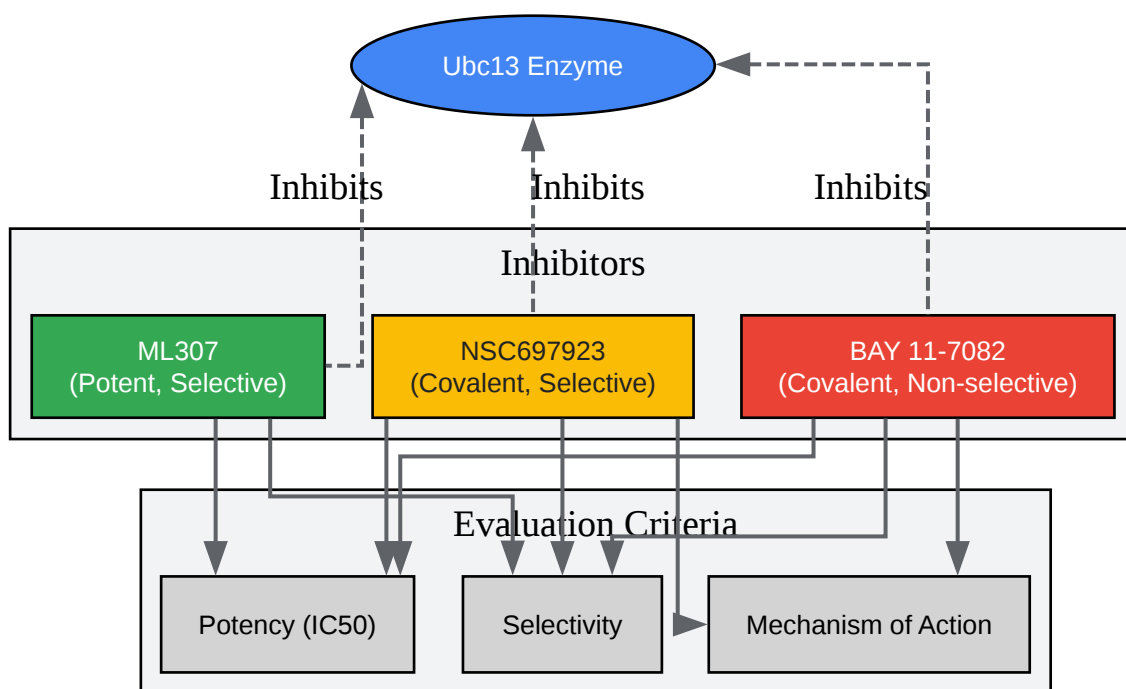 Ubc13 Enzyme
Inhibits
Inhibits
Inhibits
Inhibitors
ML307
(Potent, Selective)
NSC697923
(Covalent, Selective)
BAY 11-7082
(Covalent, Non-selective)
Evaluation Criteria
Potency (IC50)
Selectivity
Mechanism of Action